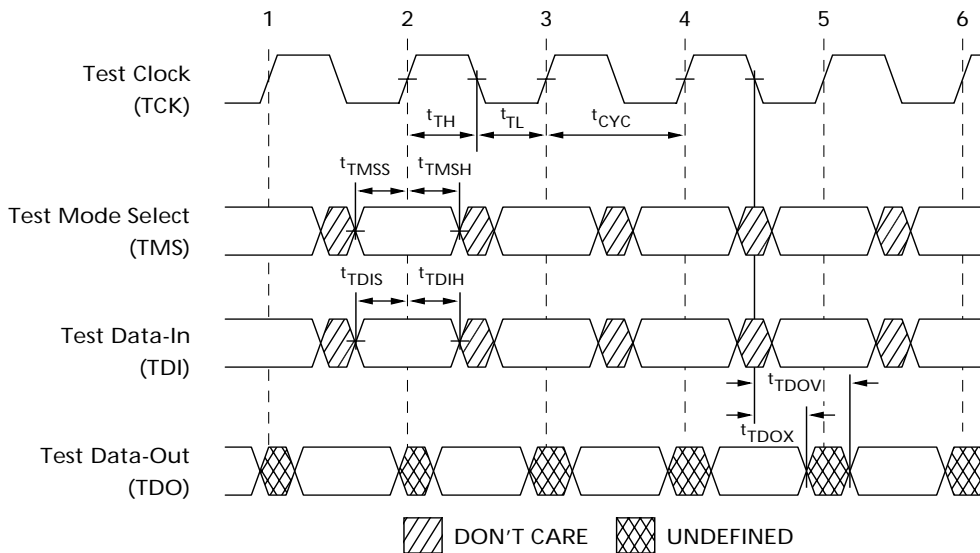 1 2 3 4 5 6
Test Clock
(TCK)
tTH tTL tCYC
tTMSS tTMSH
Test Mode Select
(TMS)
tTDIS tTDIH
Test Data-In
(TDI)
tTDOV
tTDOX
Test Data-Out
(TDO)
DON'T CARE UNDEFINED